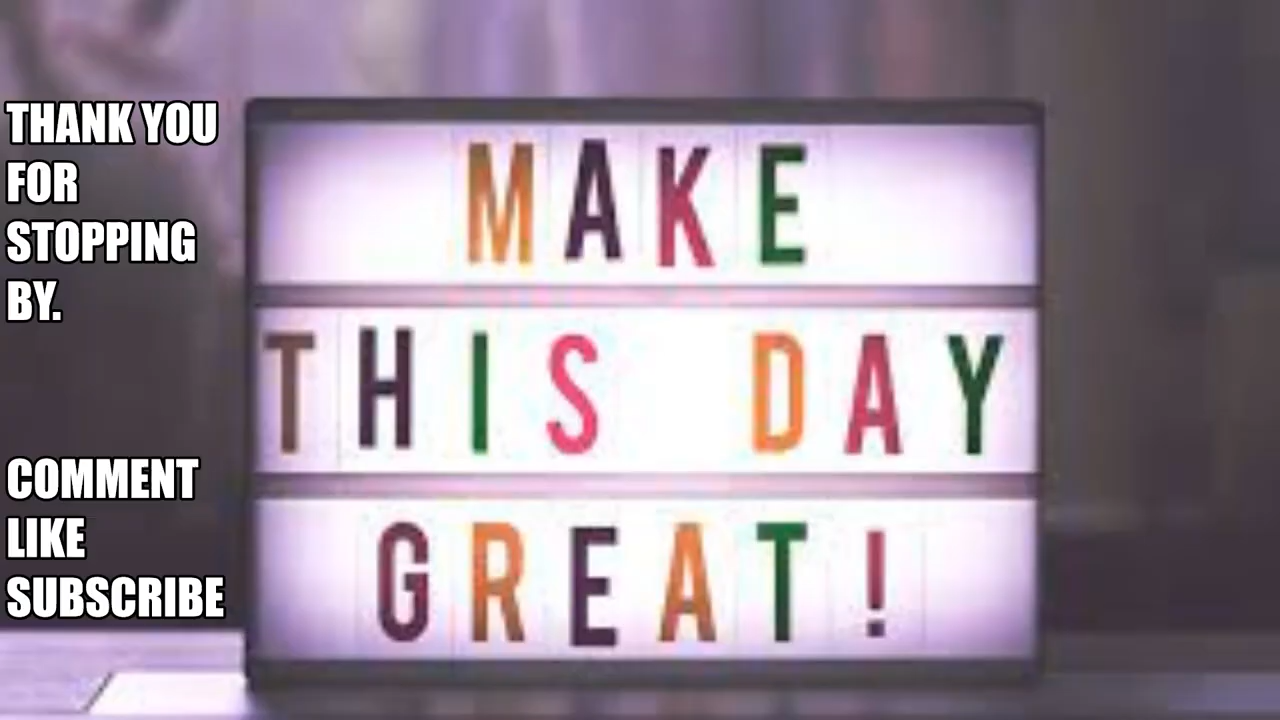 THANK YOU
FOR
STOPPING
BY.
COMMENT
LIKE
SUBSCRIBE
MAKE
THIS DAY
GREAT!